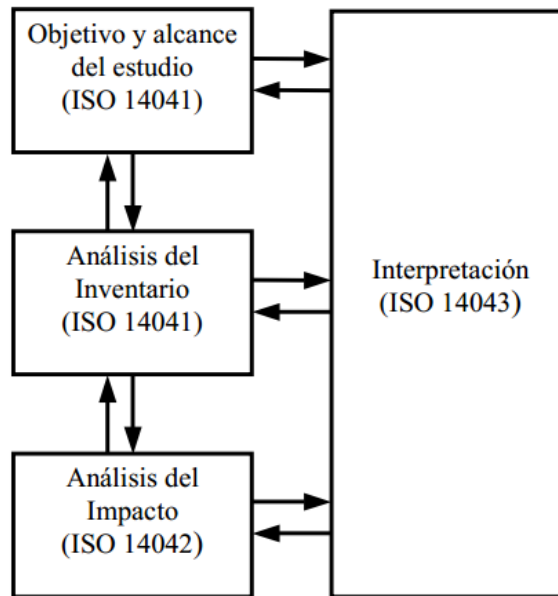 Objetivo y alcance
del estudio
(ISO 14041)
Análisis del
Inventario
(ISO 14041)
Interpretación
(ISO 14043)
Análisis del
Impacto
(ISO 14042)